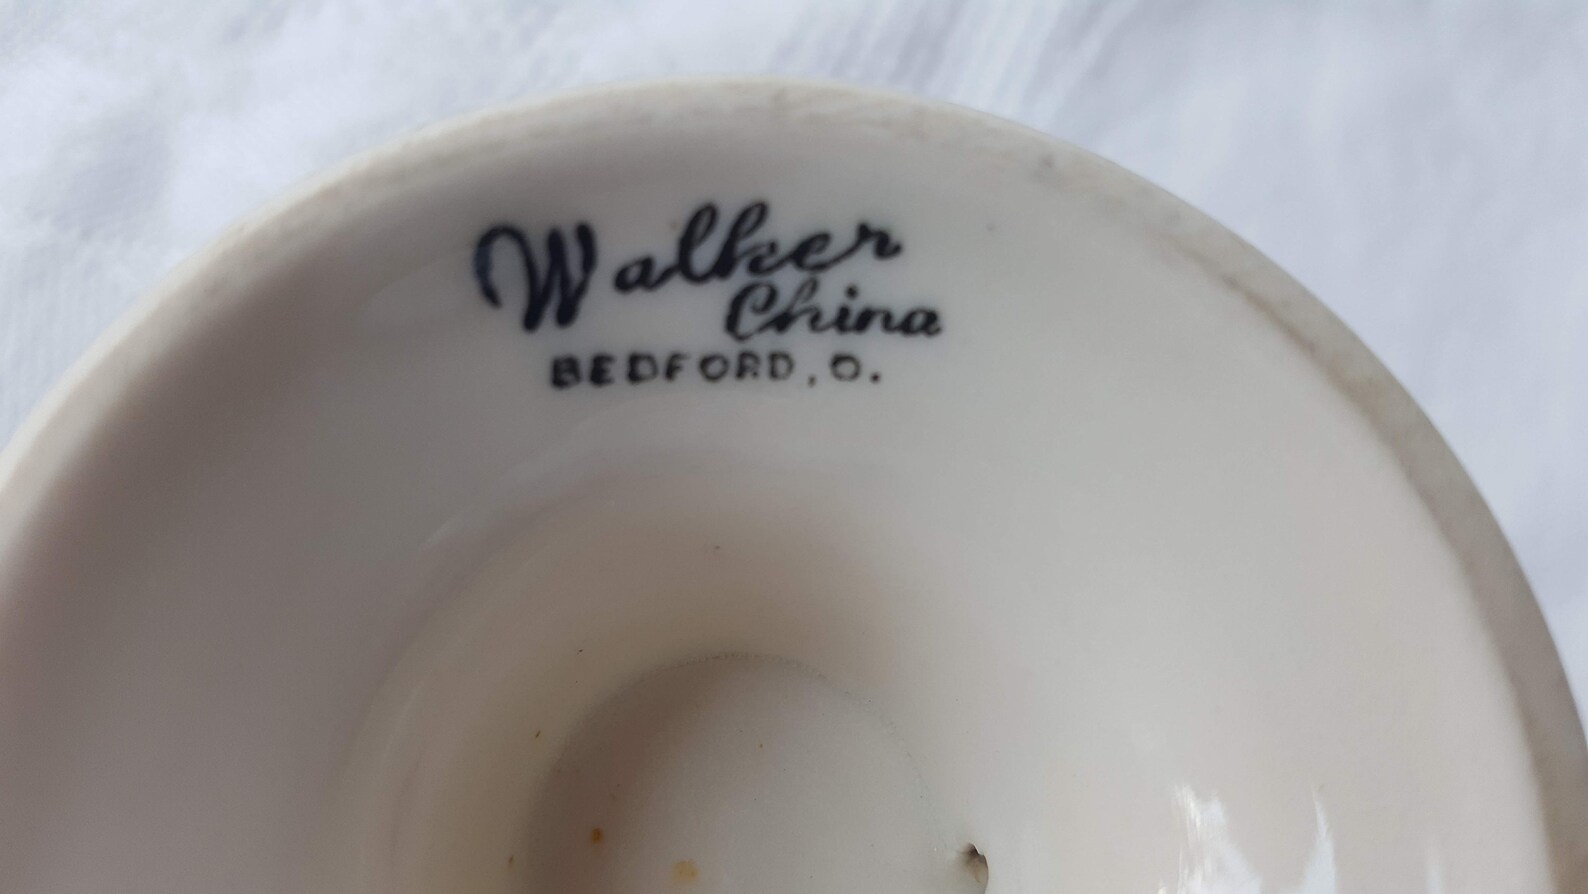 Walker
China
BEDFORD, O.